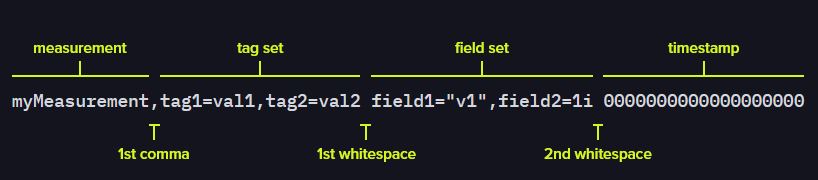 measurement tag set field set timestamp
myMeasurement,tag1=val1,tag2=val2 field1="v1",field2=1i 0000000000000000000
1st comma 1st whitespace 2nd whitespace